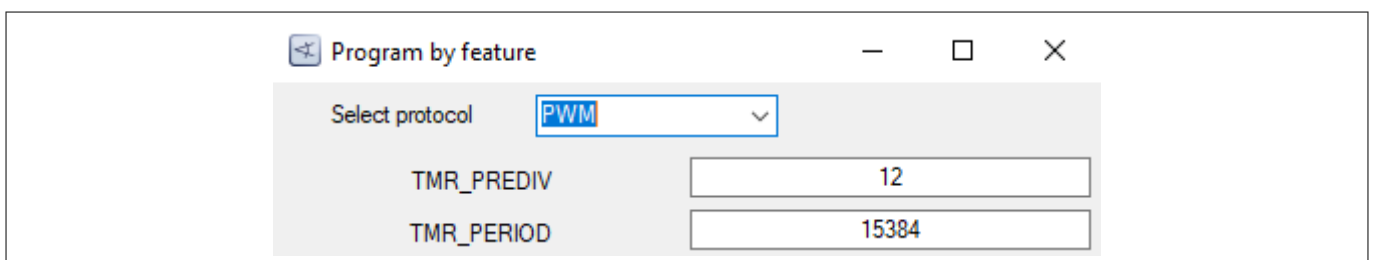 Program by feature
Select protocol PWM
TMR_PREDIV 12
TMR_PERIOD 15384